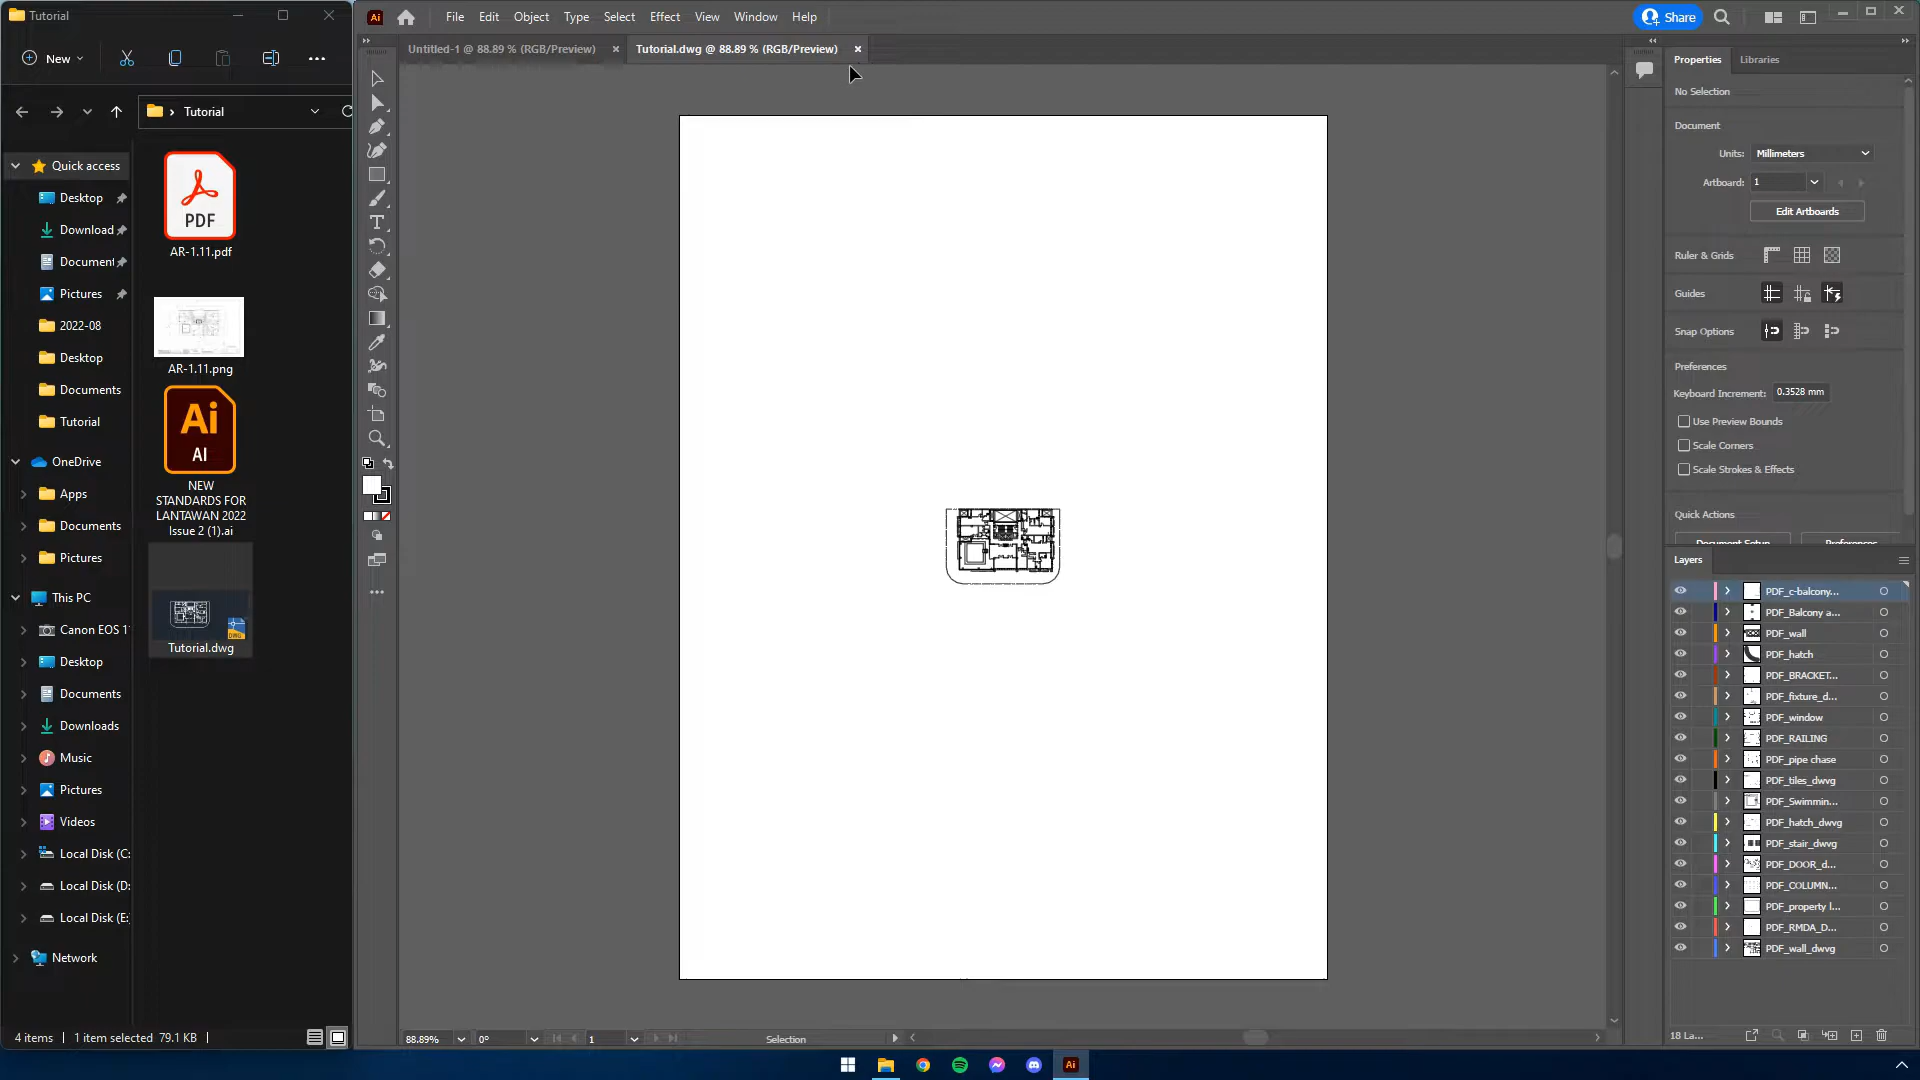 Tutorial
New
Tutorial
Quick access
Desktop
Download
Document
Pictures
2022-08
Desktop
Documents
Tutorial
OneDrive
Apps
Documents
Pictures
This PC
Canon EOS 1
Desktop
Documents
Downloads
Music
Pictures
Videos
Local Disk (C:
Local Disk (D:
Local Disk (E:
Network
PDF
AR-1.11.pdf
AR-1.11.png
Ai
AI
NEW
STANDARDS FOR
LANTAWAN 2022
Issue 2 (1).ai
DWG
Tutorial.dwg
4 items
1 item selected 79.1 KB
Ai
File
Edit
Object
Type
Select
Effect
View
Window
Help
Share
Untitled-1 @ 88.89 % (RGB/Preview)
Tutorial.dwg @ 88.89 % (RGB/Preview)
88.89%
0°
1
Selection
Properties
Libraries
No Selection
Document
Units: Millimeters
Artboard: 1
Edit Artboards
Ruler & Grids
Guides
Snap Options
Preferences
Keyboard Increment: 0.3528 mm
Use Preview Bounds
Scale Corners
Scale Strokes & Effects
Quick Actions
Document Setup
Preferences
Layers
PDF_c-balcony...
PDF_Balcony a...
PDF_wall
PDF_hatch
PDF_BRACKET...
PDF_fixture_d...
PDF_window
PDF_RAILING
PDF_pipe chase
PDF_tiles_dwvg
PDF_Swimmin...
PDF_hatch_dwvg
PDF_stair_dwvg
PDF_DOOR_d...
PDF_COLUMN...
PDF_property l...
PDF_RMDA_D...
PDF_wall_dwvg
18 La...
Ai